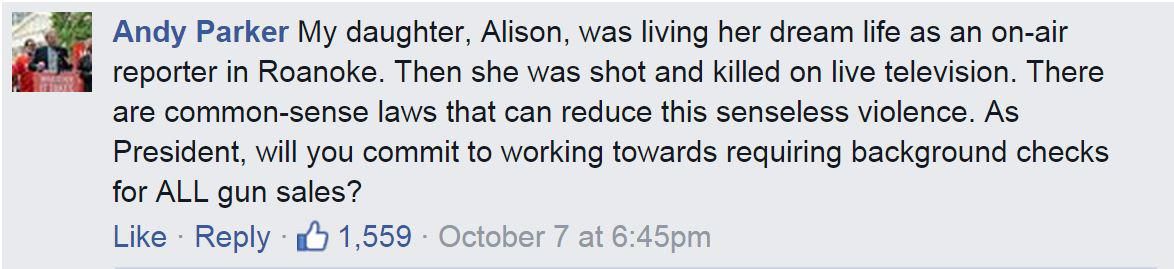 Andy Parker My daughter, Alison, was living her dream life as an on-air
reporter in Roanoke. Then she was shot and killed on live television. There
are common-sense laws that can reduce this senseless violence. As
President, will you commit to working towards requiring background checks
for ALL gun sales?
Like · Reply · 1,559 · October 7 at 6:45pm